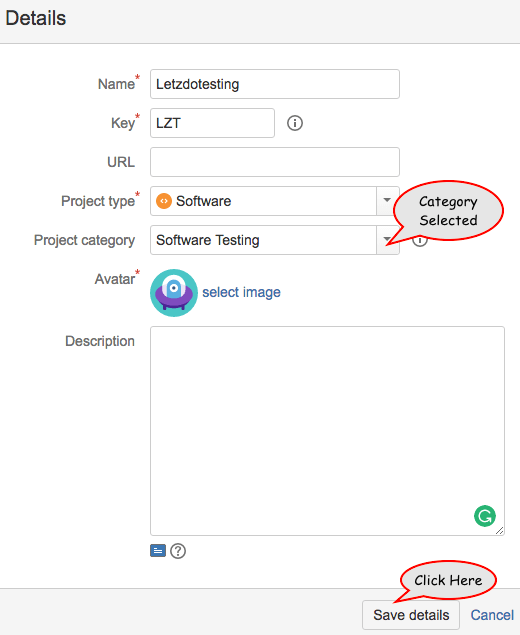 Details
Name*
Letzdotesting
Key*
LZT
URL
Project type*
Software
Category
Selected
Project category
Software Testing
Avatar*
select image
Description
Click Here
Save details
Cancel